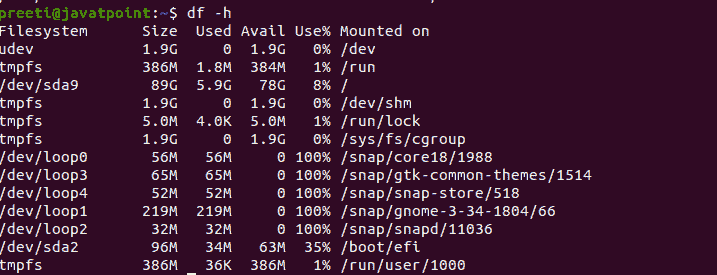 preeti@javatpoint:~$ df -h
Filesystem      Size  Used Avail Use% Mounted on
udev            1.9G     0  1.9G   0% /dev
tmpfs           386M  1.8M  384M   1% /run
/dev/sda9        89G  5.9G   78G   8% /
tmpfs           1.9G     0  1.9G   0% /dev/shm
tmpfs           5.0M  4.0K  5.0M   1% /run/lock
tmpfs           1.9G     0  1.9G   0% /sys/fs/cgroup
/dev/loop0       56M   56M     0 100% /snap/core18/1988
/dev/loop3       65M   65M     0 100% /snap/gtk-common-themes/1514
/dev/loop4       52M   52M     0 100% /snap/snap-store/518
/dev/loop1      219M  219M     0 100% /snap/gnome-3-34-1804/66
/dev/loop2       32M   32M     0 100% /snap/snapd/11036
/dev/sda2        96M   34M   63M  35% /boot/efi
tmpfs           386M   36K  386M   1% /run/user/1000